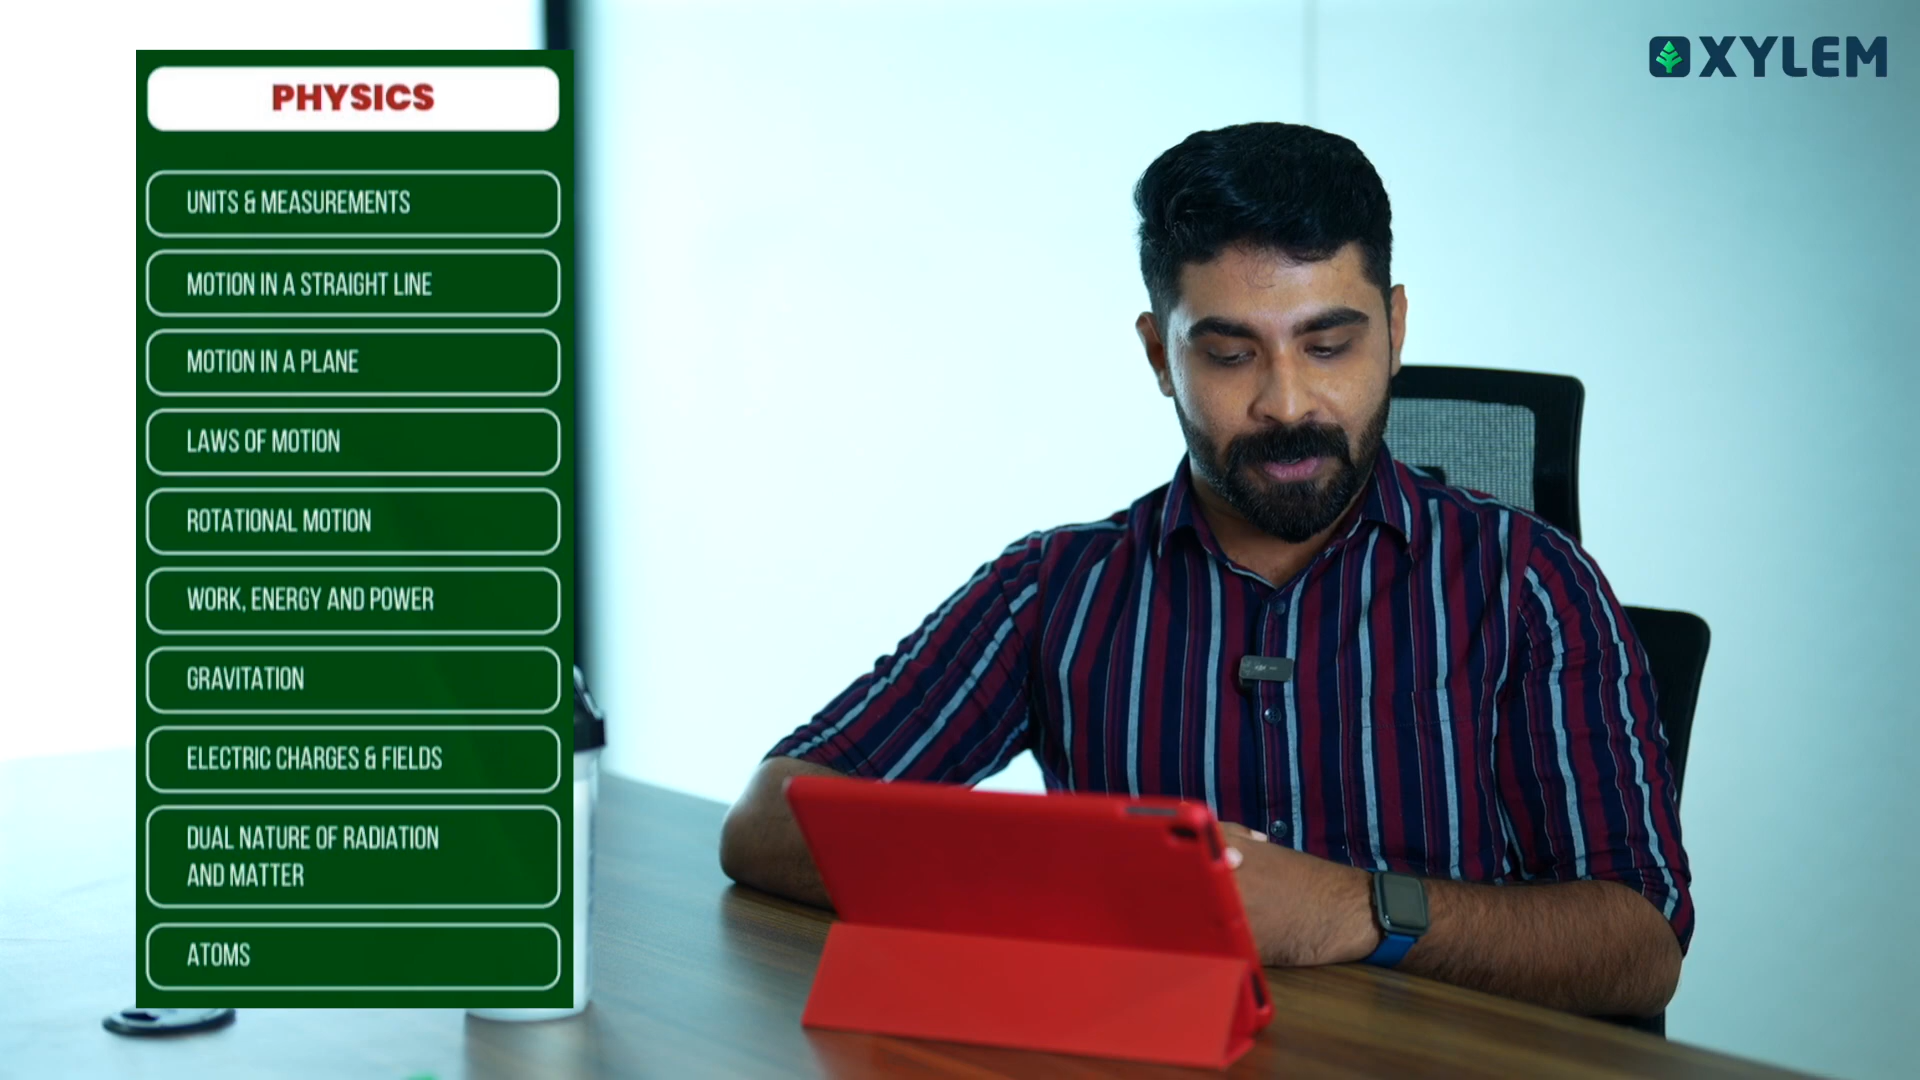 PHYSICS
UNITS & MEASUREMENTS
MOTION IN A STRAIGHT LINE
MOTION IN A PLANE
LAWS OF MOTION
ROTATIONAL MOTION
WORK, ENERGY AND POWER
GRAVITATION
ELECTRIC CHARGES & FIELDS
DUAL NATURE OF RADIATION
AND MATTER
ATOMS
XYLEM